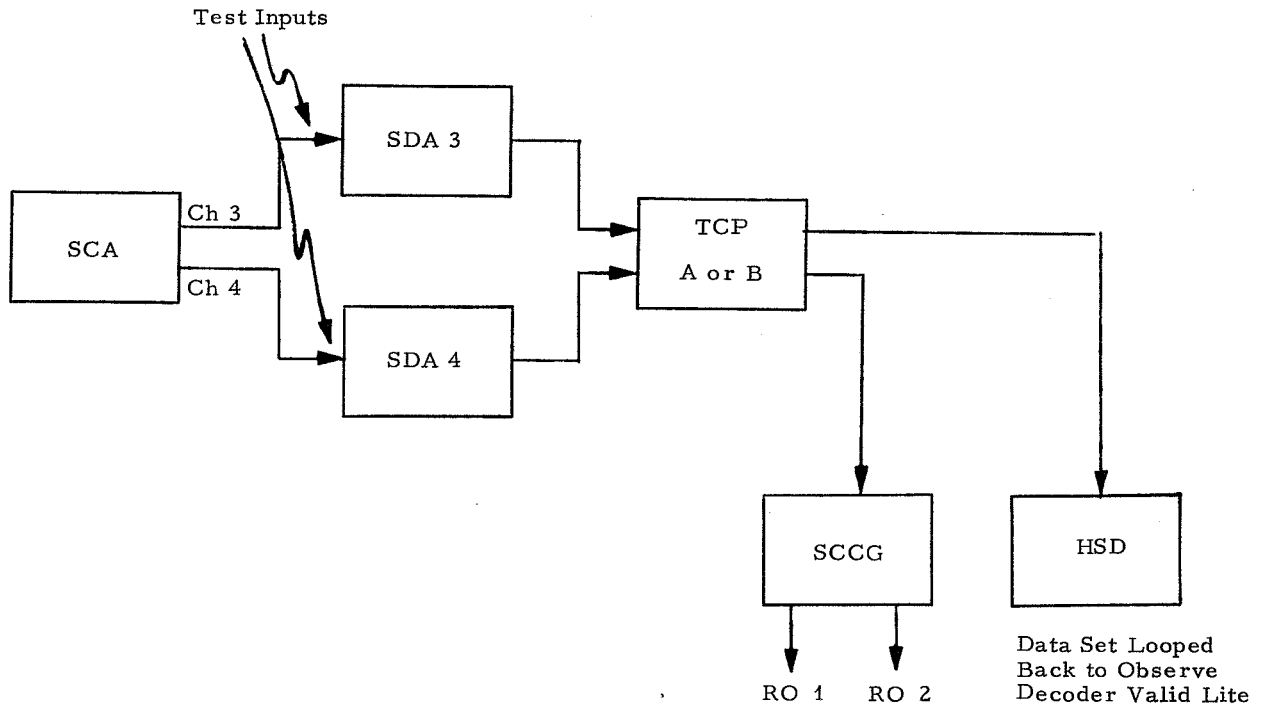 Test Inputs
SDA 3
Ch 3
SCA
Ch 4
TCP
A or B
SDA 4
SCCG
HSD
RO 1
RO 2
Data Set Looped
Back to Observe
Decoder Valid Lite